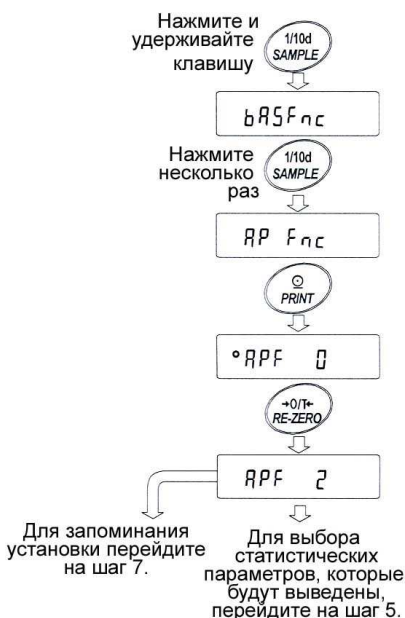 Нажмите и
удерживайте
клавишу
1/10d
SAMPLE
bASFnc
Нажмите
несколько
раз
1/10d
SAMPLE
AP Fnc
PRINT
APF 0
→0/T←
RE-ZERO
APF 2
Для запоминания
установки перейдите
на шаг 7.
Для выбора
статистических
параметров, которые
будут выведены,
перейдите на шаг 5.